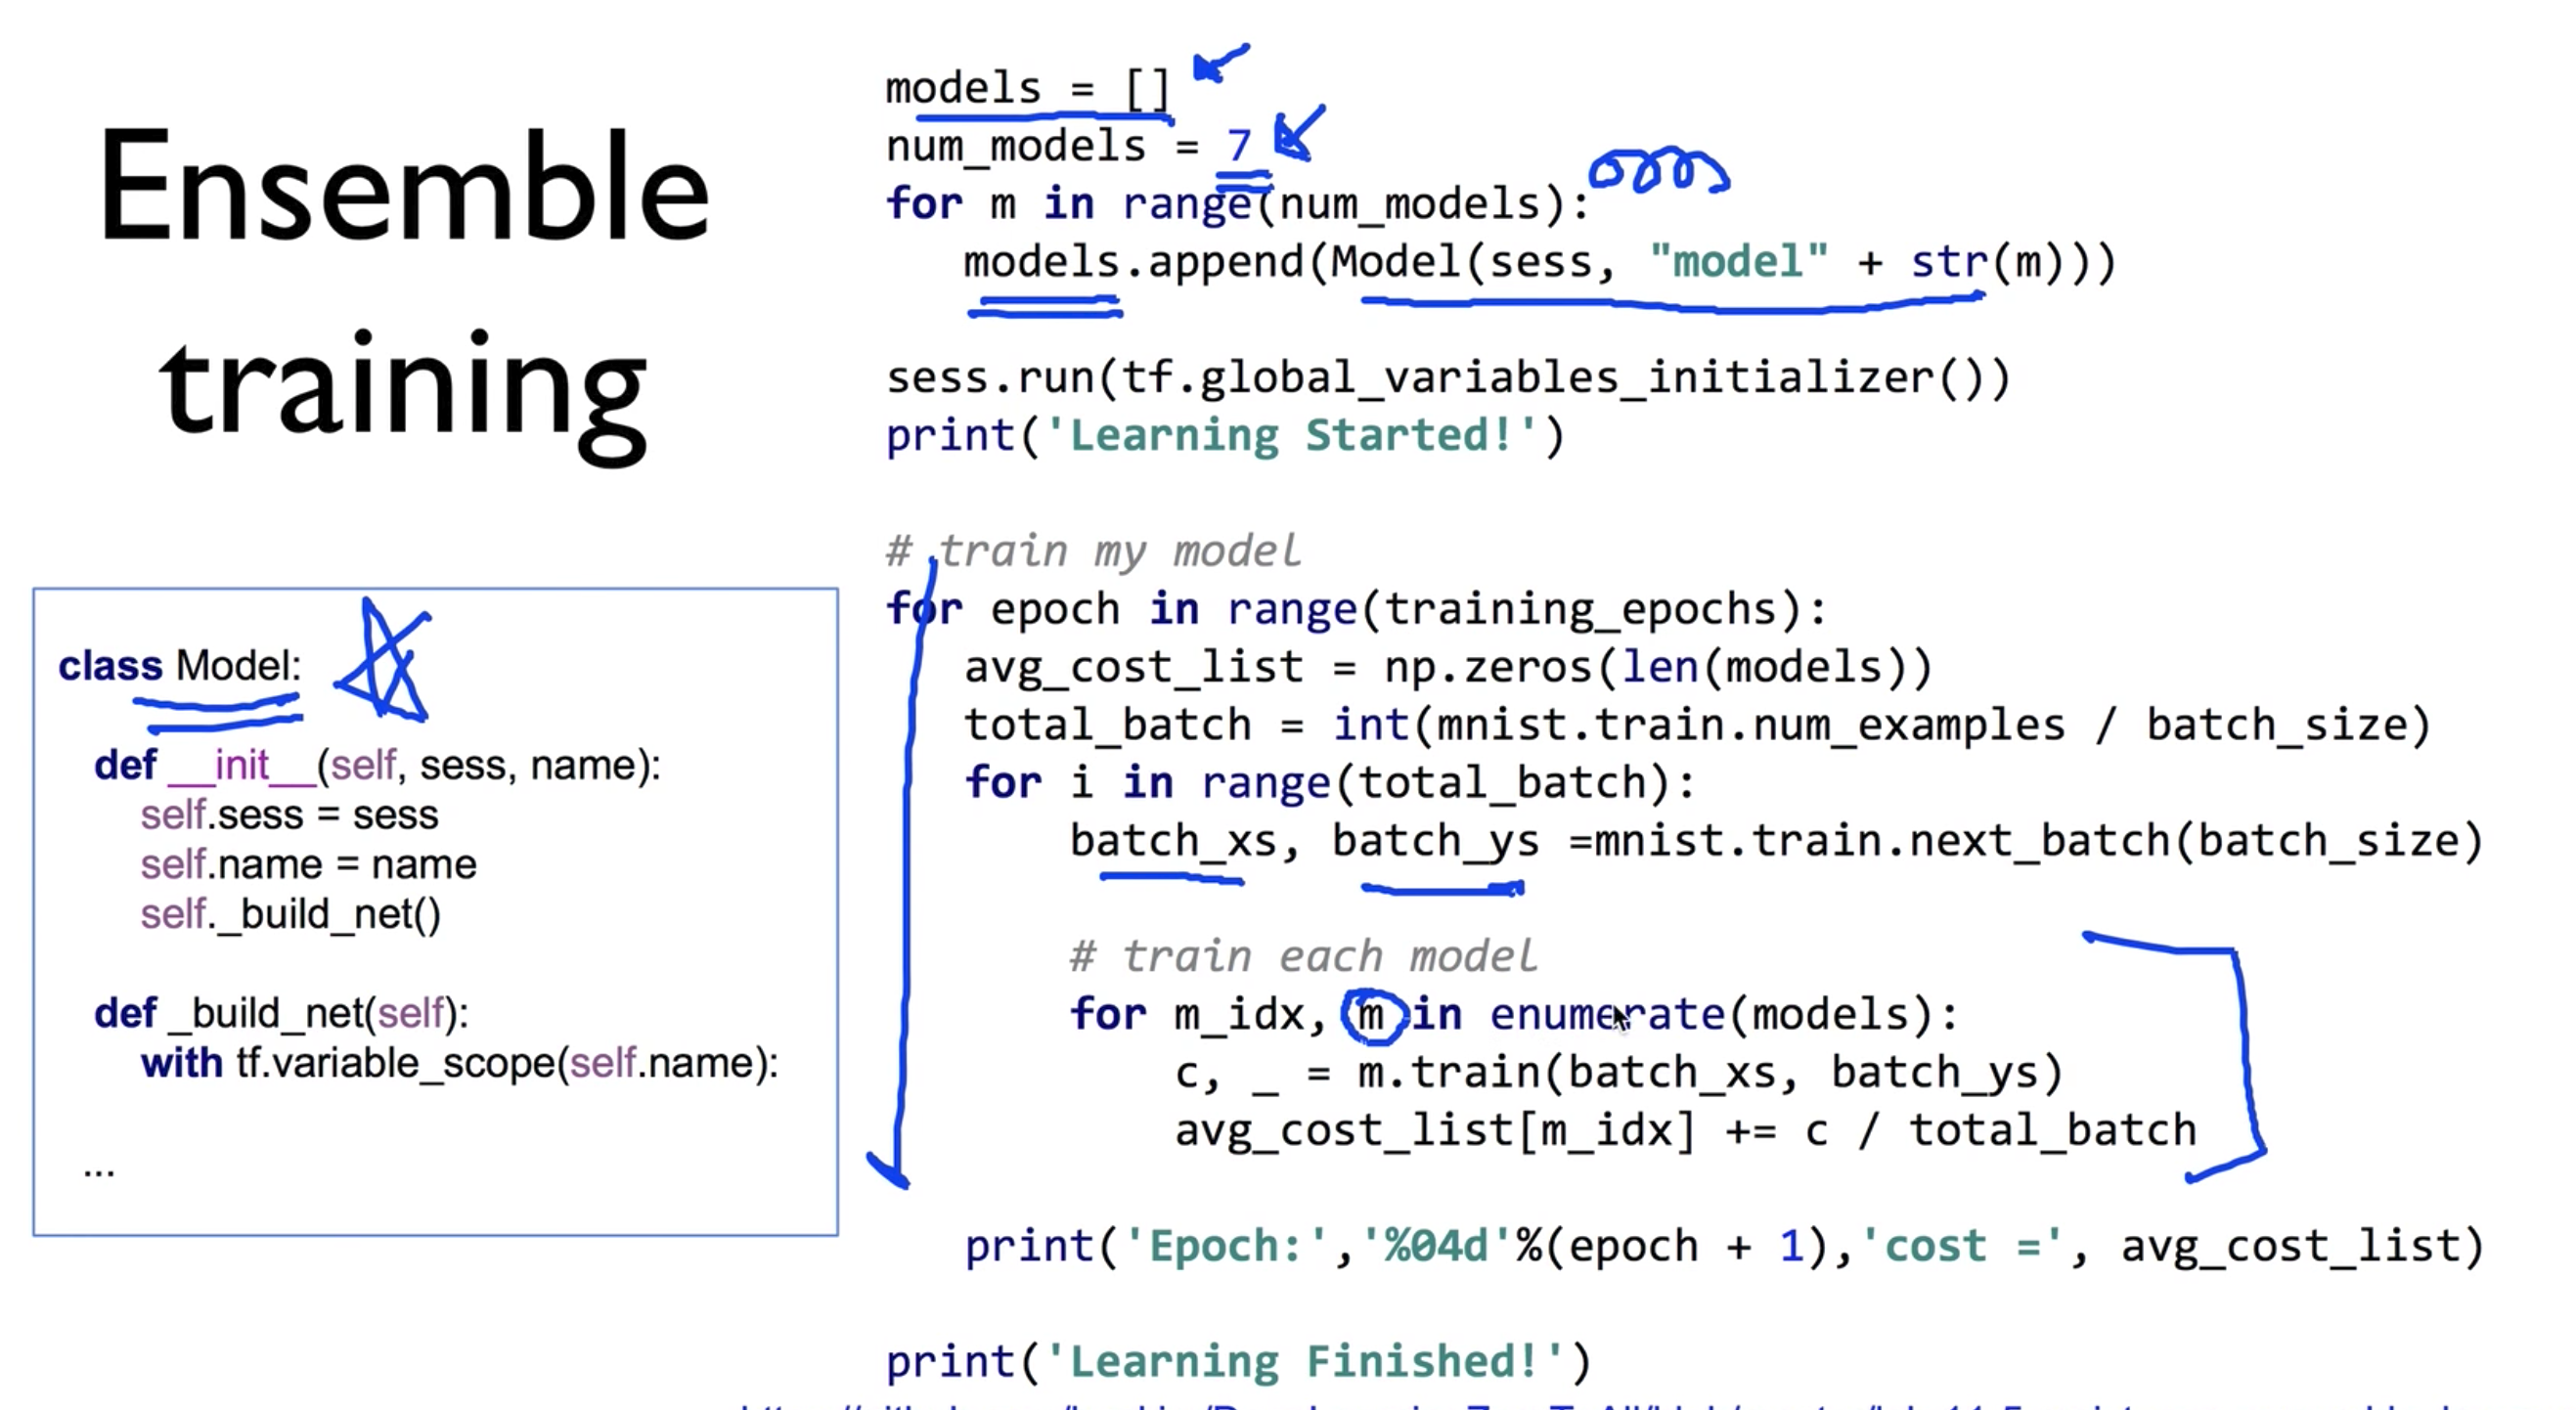 Ensemble
training
class Model:
def __init__(self, sess, name):
self.sess = sess
self.name = name
self._build_net()
def _build_net(self):
with tf.variable_scope(self.name):
...
models = []
num_models = 7
for m in range(num_models):
models.append(Model(sess, "model" + str(m)))
sess.run(tf.global_variables_initializer())
print('Learning Started!')
# train my model
for epoch in range(training_epochs):
avg_cost_list = np.zeros(len(models))
total_batch = int(mnist.train.num_examples / batch_size)
for i in range(total_batch):
batch_xs, batch_ys =mnist.train.next_batch(batch_size)
# train each model
for m_idx, m in enumerate(models):
c, _ = m.train(batch_xs, batch_ys)
avg_cost_list[m_idx] += c / total_batch
print('Epoch:','%04d'%(epoch + 1),'cost =', avg_cost_list)
print('Learning Finished!')